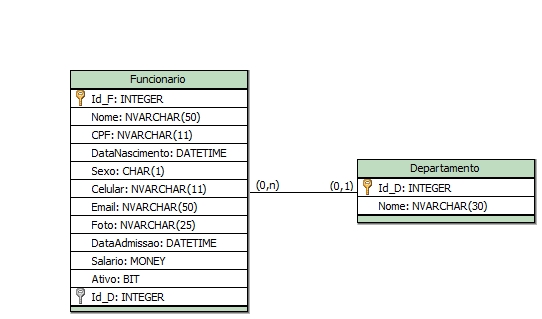 Funcionario
Id_F: INTEGER
Nome: NVARCHAR(50)
CPF: NVARCHAR(11)
DataNascimento: DATETIME
Sexo: CHAR(1)
Celular: NVARCHAR(11)
Email: NVARCHAR(50)
Foto: NVARCHAR(25)
DataAdmissao: DATETIME
Salario: MONEY
Ativo: BIT
Id_D: INTEGER
(0,n)
(0,1)
Departamento
Id_D: INTEGER
Nome: NVARCHAR(30)